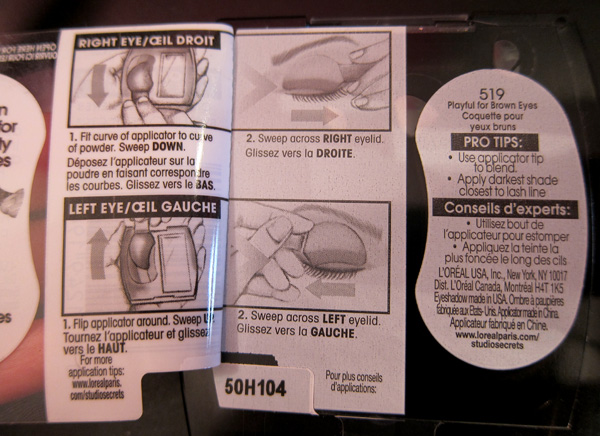 RIGHT EYE/ŒIL DROIT
1. Fit curve of applicator to curve
of powder. Sweep DOWN.
Déposez l'applicateur sur la
poudre en faisant correspondre
les courbes. Glissez vers le BAS.
LEFT EYE/ŒIL GAUCHE
1. Flip applicator around. Sweep UP.
Tournez l'applicateur et glissez
vers le HAUT.
For more
application tips:
www.lorealparis.
com/studiosecrets
2. Sweep across RIGHT eyelid.
Glissez vers la DROITE.
2. Sweep across LEFT eyelid.
Glissez vers la GAUCHE.
50H104
Pour plus conseils
d'applications:
519
Playful for Brown Eyes
Coquette pour
yeux bruns
PRO TIPS:
• Use applicator tip
to blend.
• Apply darkest shade
closest to lash line
Conseils d'experts:
• Utilisez bout de
l'applicateur pour estomper
• Appliquez la teinte la
plus foncée le long des cils
L'ORÉAL USA, Inc., New York, NY 10017
Dist. L'Oréal Canada, Montréal H4T 1K5
Eyeshadow made in USA. Ombre à paupières
fabriquée aux États-Unis. Applicator made in China.
Applicateur fabriqué en Chine.
www.lorealparis.com/
studiosecrets